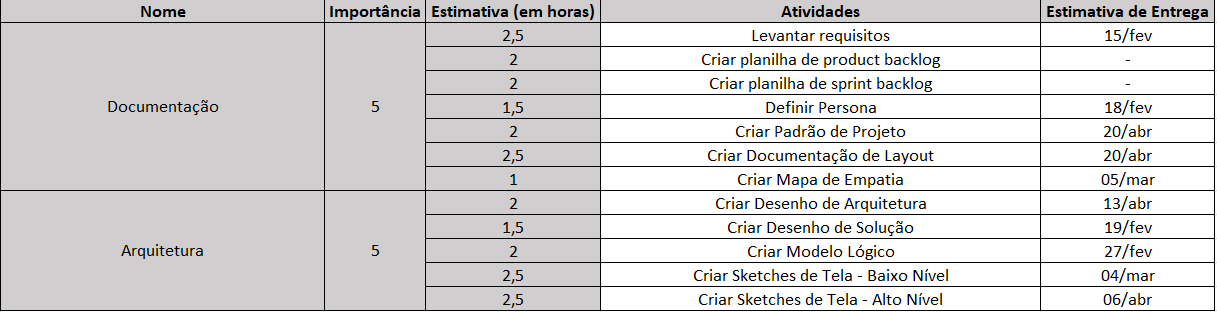 Nome Importância Estimativa (em horas) Atividades Estimativa de Entrega
Documentação 5
2,5 Levantar requisitos 15/fev
2 Criar planilha de product backlog -
2 Criar planilha de sprint backlog -
1,5 Definir Persona 18/fev
2 Criar Padrão de Projeto 20/abr
2,5 Criar Documentação de Layout 20/abr
1 Criar Mapa de Empatia 05/mar
Arquitetura 5
2 Criar Desenho de Arquitetura 13/abr
1,5 Criar Desenho de Solução 19/fev
2 Criar Modelo Lógico 27/fev
2,5 Criar Sketches de Tela - Baixo Nível 04/mar
2,5 Criar Sketches de Tela - Alto Nível 06/abr